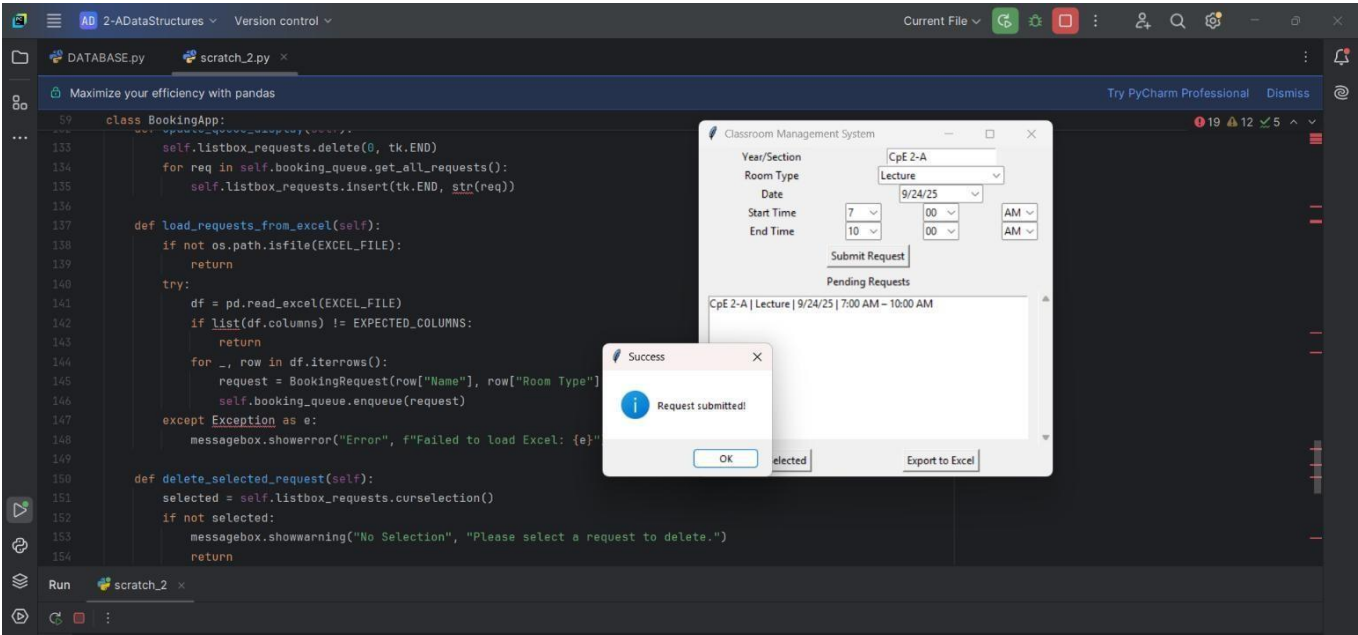 AD 2-ADataStructures Version control Current File
DATABASE.py scratch_2.py
Maximize your efficiency with pandas Try PyCharm Professional Dismiss
59 class BookingApp: 19 12 5
133 self.listbox_requests.delete(0, tk.END)
134 for req in self.booking_queue.get_all_requests():
135 self.listbox_requests.insert(tk.END, str(req))
136
137 def load_requests_from_excel(self):
138 if not os.path.isfile(EXCEL_FILE):
139 return
140 try:
141 df = pd.read_excel(EXCEL_FILE)
142 if list(df.columns) != EXPECTED_COLUMNS:
143 return
144 for _, row in df.iterrows():
145 request = BookingRequest(row["Name"], row["Room Type"]
146 self.booking_queue.enqueue(request)
147 except Exception as e:
148 messagebox.showerror("Error", f"Failed to load Excel: {e}"
149
150 def delete_selected_request(self):
151 selected = self.listbox_requests.curselection()
152 if not selected:
153 messagebox.showwarning("No Selection", "Please select a request to delete.")
154 return
Classroom Management System
Year/Section CpE 2-A
Room Type Lecture
Date 9/24/25
Start Time 7 00 AM
End Time 10 00 AM
Submit Request
Pending Requests
CpE 2-A | Lecture | 9/24/25 | 7:00 AM – 10:00 AM
elected Export to Excel
Success
Request submitted!
OK
Run scratch_2